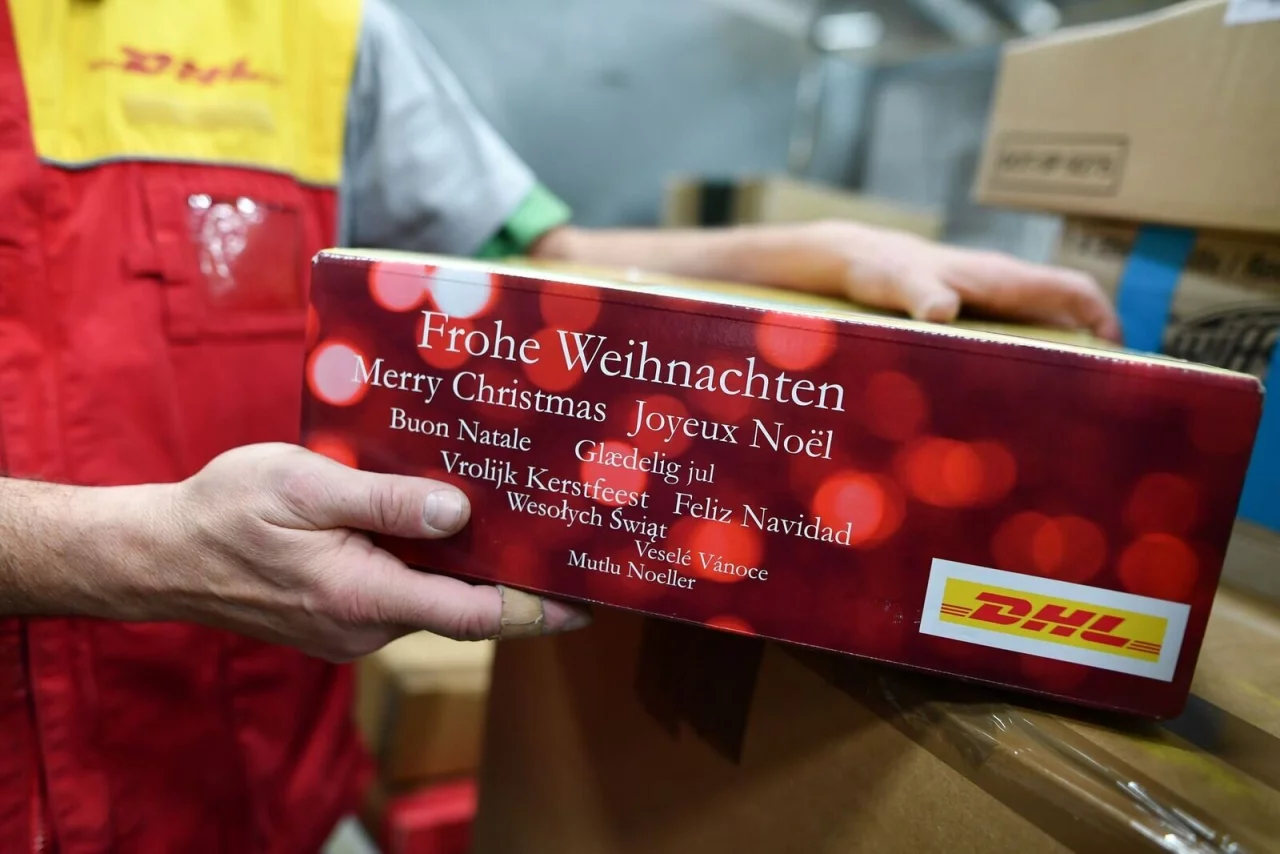 DHL
Frohe Weihnachten
Merry Christmas Joyeux Noël
Buon Natale Glædelig jul
Vrolijk Kerstfeest Feliz Navidad
Wesołych Świąt
Veselé Vánoce
Mutlu Noeller
DHL